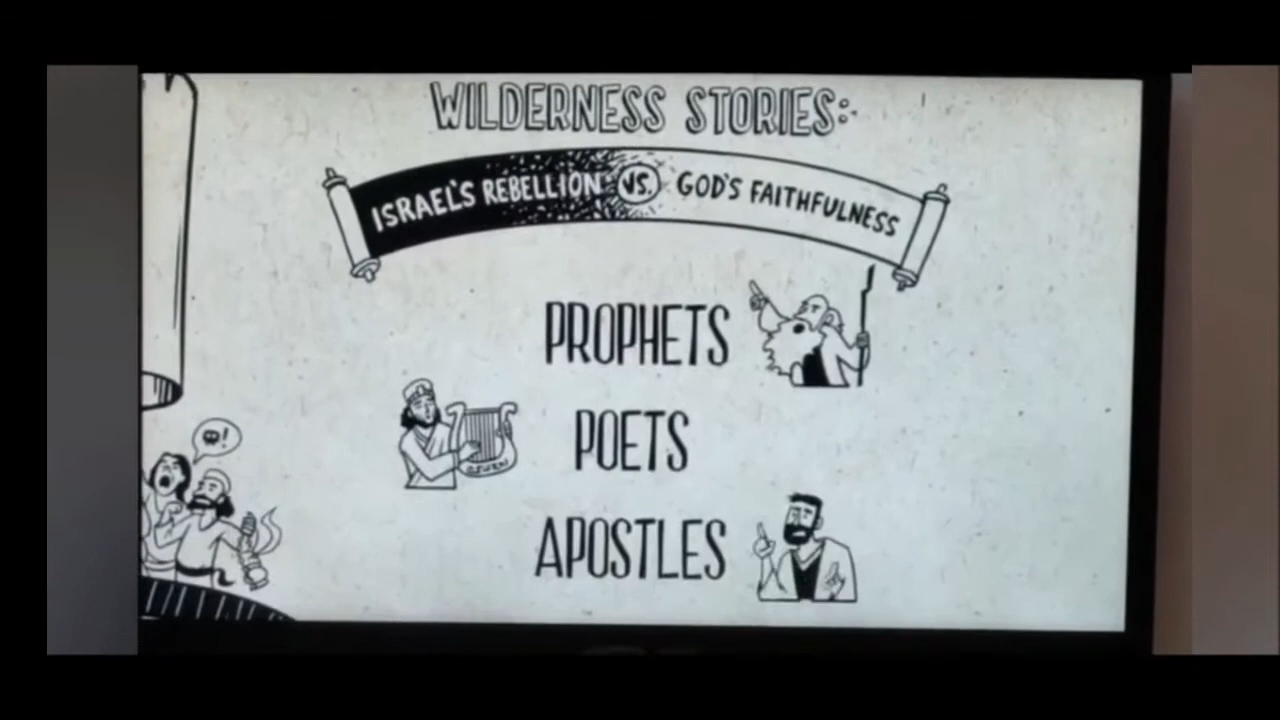 WILDERNESS STORIES:
ISRAEL'S REBELLION VS. GOD'S FAITHFULNESS
PROPHETS
POETS
APOSTLES
!